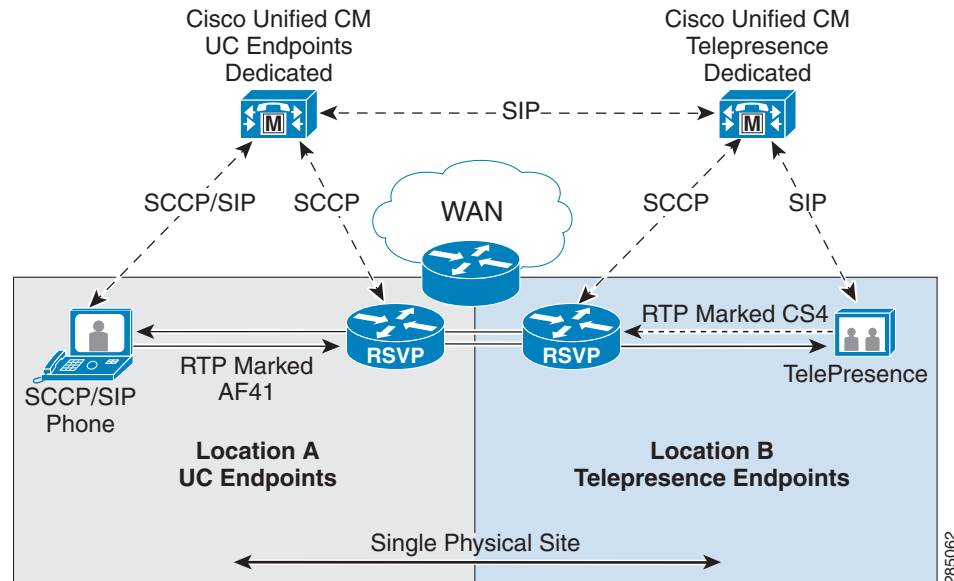 Cisco Unified CM
UC Endpoints
Dedicated
Cisco Unified CM
Telepresence
Dedicated
M
SIP
M
SCCP/SIP
SCCP
WAN
SCCP
SIP
RTP Marked CS4
RSVP
RSVP
RTP Marked
AF41
TelePresence
SCCP/SIP
Phone
Location A
UC Endpoints
Location B
Telepresence Endpoints
Single Physical Site
285062